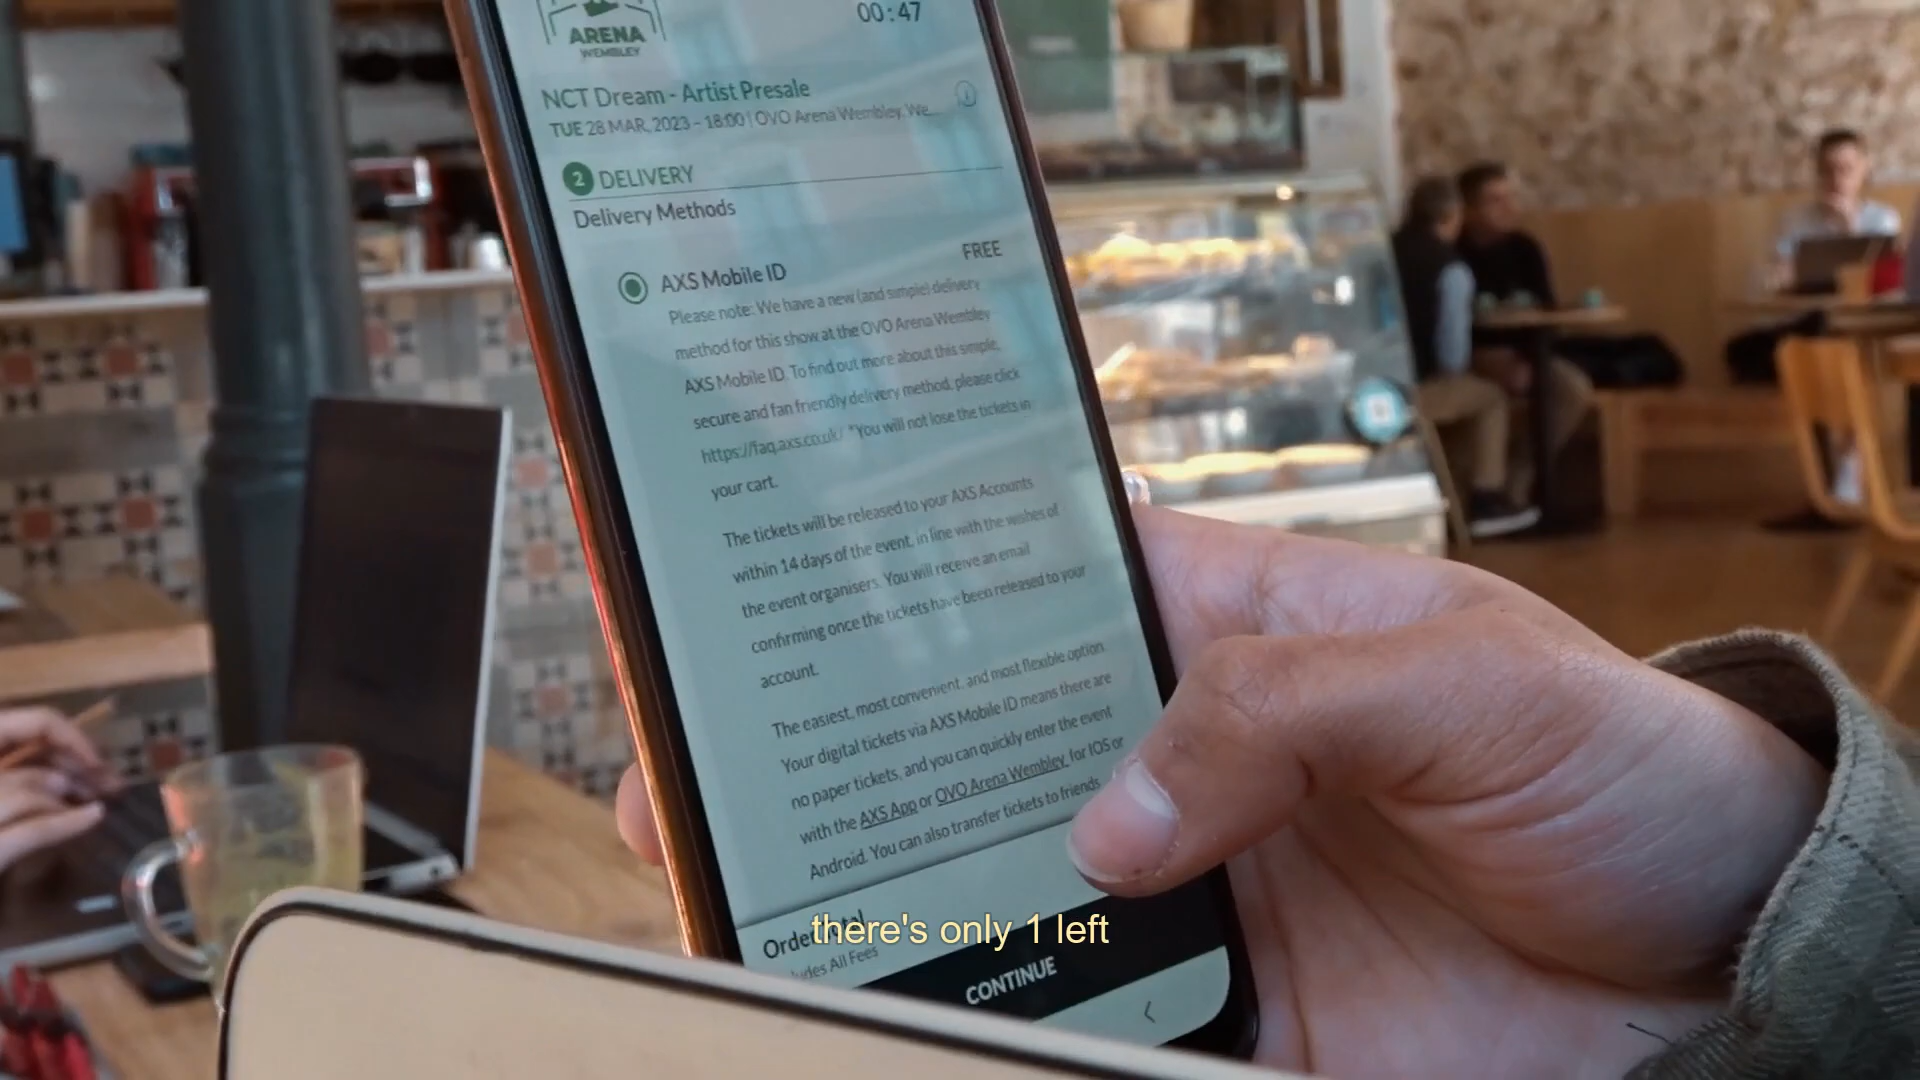 ARENA
WEMBLEY
00:47
NCT Dream - Artist Presale
TUE 28 MAR, 2023 - 18:00 | OVO Arena Wembley, We...
2 DELIVERY
Delivery Methods
AXS Mobile ID
FREE
Please note: We have a new (and simple) delivery
method for this show at the OVO Arena Wembley
AXS Mobile ID. To find out more about this simple,
secure and fan friendly delivery method, please click
https://faq.axs.co.uk/ *You will not lose the tickets in
your cart.
The tickets will be released to your AXS Accounts
within 14 days of the event, in line with the wishes of
the event organisers. You will receive an email
confirming once the tickets have been released to your
account.
The easiest, most convenient, and most flexible option.
Your digital tickets via AXS Mobile ID means there are
no paper tickets, and you can quickly enter the event
with the AXS App or OVO Arena Wembley for IOS or
Android. You can also transfer tickets to friends
Order total
All Fees
there's only 1 left
CONTINUE